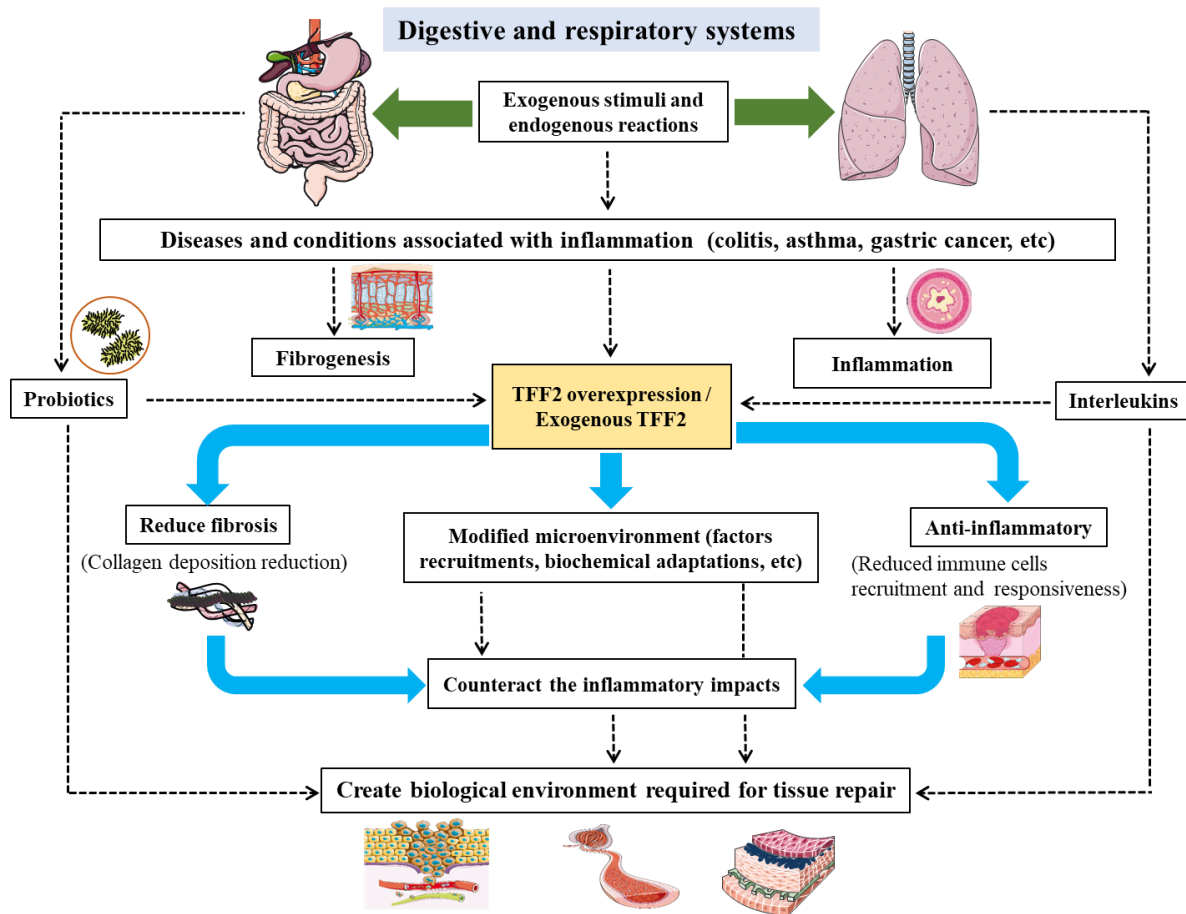 Digestive and respiratory systems
Exogenous stimuli and
endogenous reactions
Diseases and conditions associated with inflammation (colitis, asthma, gastric cancer, etc)
Fibrogenesis
Inflammation
Probiotics
TFF2 overexpression /
Exogenous TFF2
Interleukins
Reduce fibrosis
(Collagen deposition reduction)
Modified microenvironment (factors
recruitments, biochemical adaptations, etc)
Anti-inflammatory
(Reduced immune cells
recruitment and responsiveness)
Counteract the inflammatory impacts
Create biological environment required for tissue repair